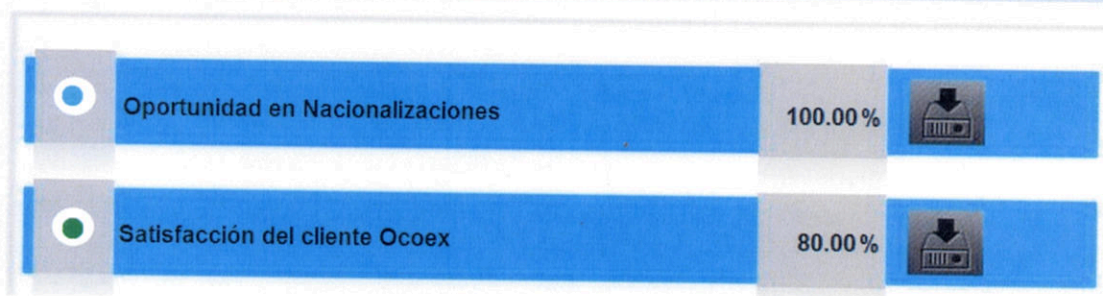 Oportunidad en Nacionalizaciones 100.00 %
Satisfacción del cliente Ocoex 80.00 %